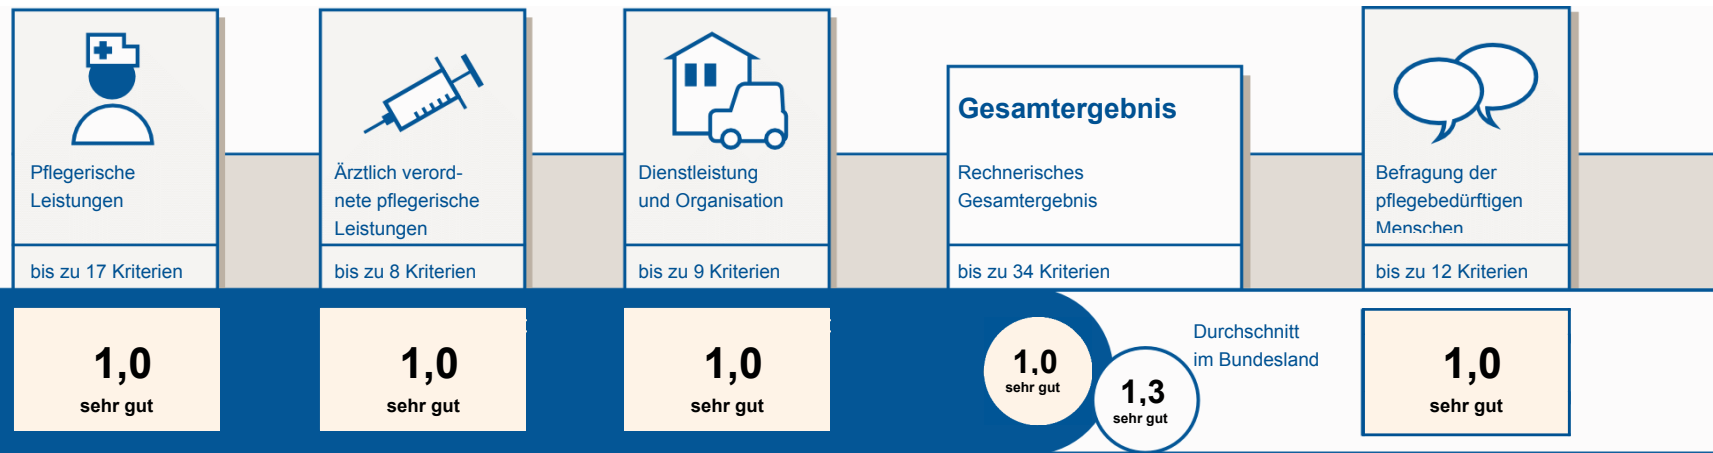 Pflegerische
Leistungen
bis zu 17 Kriterien
1,0
sehr gut
Ärztlich verord-
nete pflegerische
Leistungen
bis zu 8 Kriterien
1,0
sehr gut
Dienstleistung
und Organisation
bis zu 9 Kriterien
1,0
sehr gut
Gesamtergebnis
Rechnerisches
Gesamtergebnis
bis zu 34 Kriterien
1,0
sehr gut
1,3
sehr gut
Durchschnitt
im Bundesland
Befragung der
pflegebedürftigen
Menschen
bis zu 12 Kriterien
1,0
sehr gut